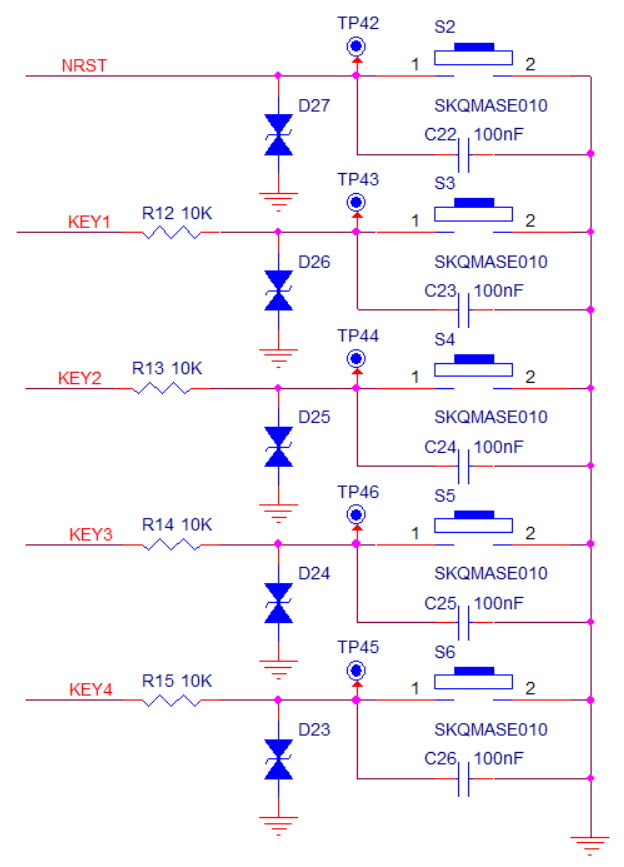 TP42
S2
NRST
1
2
D27
SKQMASE010
C22
100nF
TP43
S3
KEY1
R12 10K
1
2
D26
SKQMASE010
C23
100nF
TP44
S4
KEY2
R13 10K
1
2
D25
SKQMASE010
C24
100nF
TP46
S5
KEY3
R14 10K
1
2
D24
SKQMASE010
C25
100nF
TP45
S6
KEY4
R15 10K
1
2
D23
SKQMASE010
C26
100nF